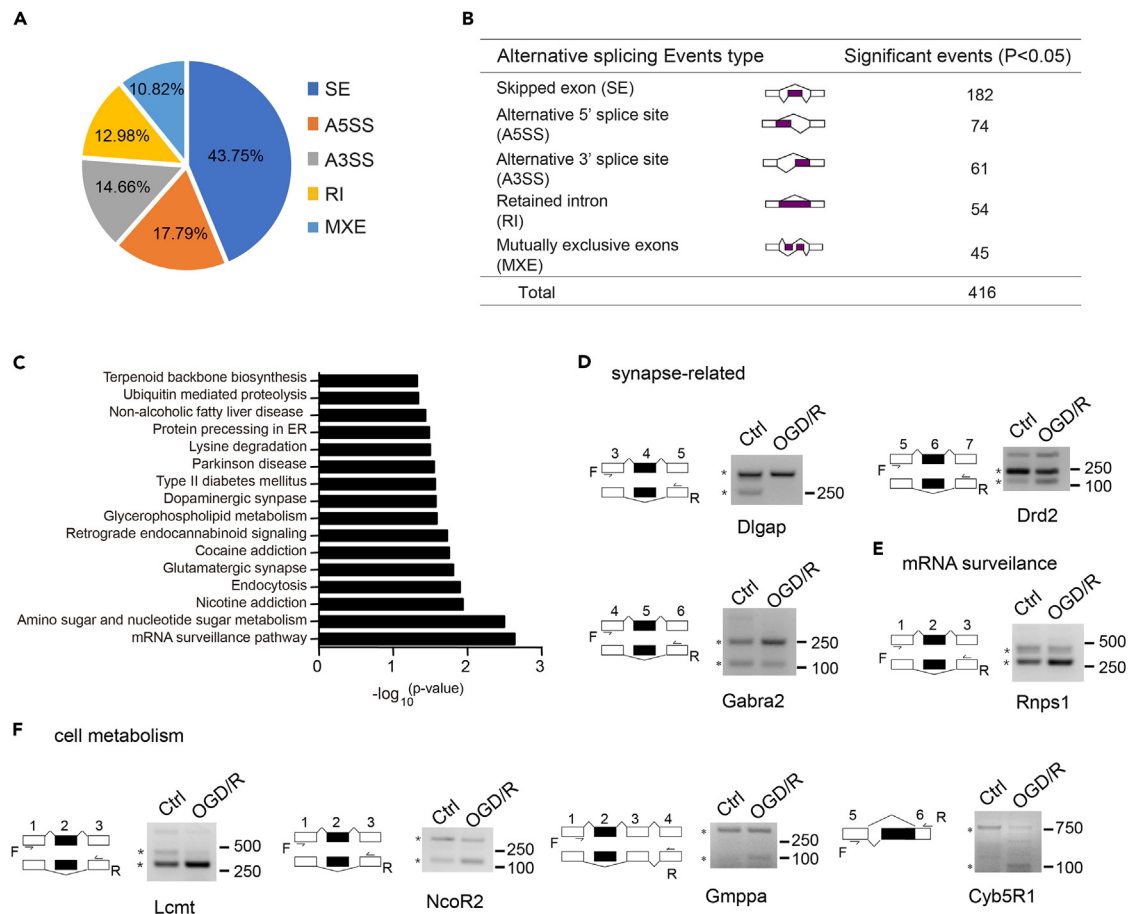 A
10.82%
12.98%
14.66%
17.79%
43.75%
SE
A5SS
A3SS
RI
MXE
B
Alternative splicing Events type Significant events (P<0.05)
Skipped exon (SE) 182
Alternative 5' splice site
(A5SS) 74
Alternative 3' splice site
(A3SS) 61
Retained intron
(RI) 54
Mutually exclusive exons
(MXE) 45
Total 416
C
Terpenoid backbone biosynthesis
Ubiquitin mediated proteolysis
Non-alcoholic fatty liver disease
Protein precessing in ER
Lysine degradation
Parkinson disease
Type II diabetes mellitus
Dopaminergic synpase
Glycerophospholipid metabolism
Retrograde endocannabinoid signaling
Cocaine addiction
Glutamatergic synapse
Endocytosis
Nicotine addiction
Amino sugar and nucleotide sugar metabolism
mRNA surveillance pathway
0 1 2 3
-log10(p-value)
D
synapse-related
Ctrl OGD/R
3 4 5
F
R
*
*
250
Dlgap
Ctrl OGD/R
5 6 7
F
R
*
*
250
100
Drd2
Ctrl OGD/R
4 5 6
F
R
*
*
250
100
Gabra2
E
mRNA surveilance
Ctrl OGD/R
1 2 3
F
R
*
*
500
250
Rnps1
F
cell metabolism
Ctrl OGD/R
1 2 3
F
R
*
*
500
250
Lcmt
Ctrl OGD/R
1 2 3
F
R
*
*
250
100
NcoR2
Ctrl OGD/R
1 2 3 4
F
R
*
*
250
100
Gmppa
Ctrl OGD/R
5 6
R
F
*
*
750
100
Cyb5R1